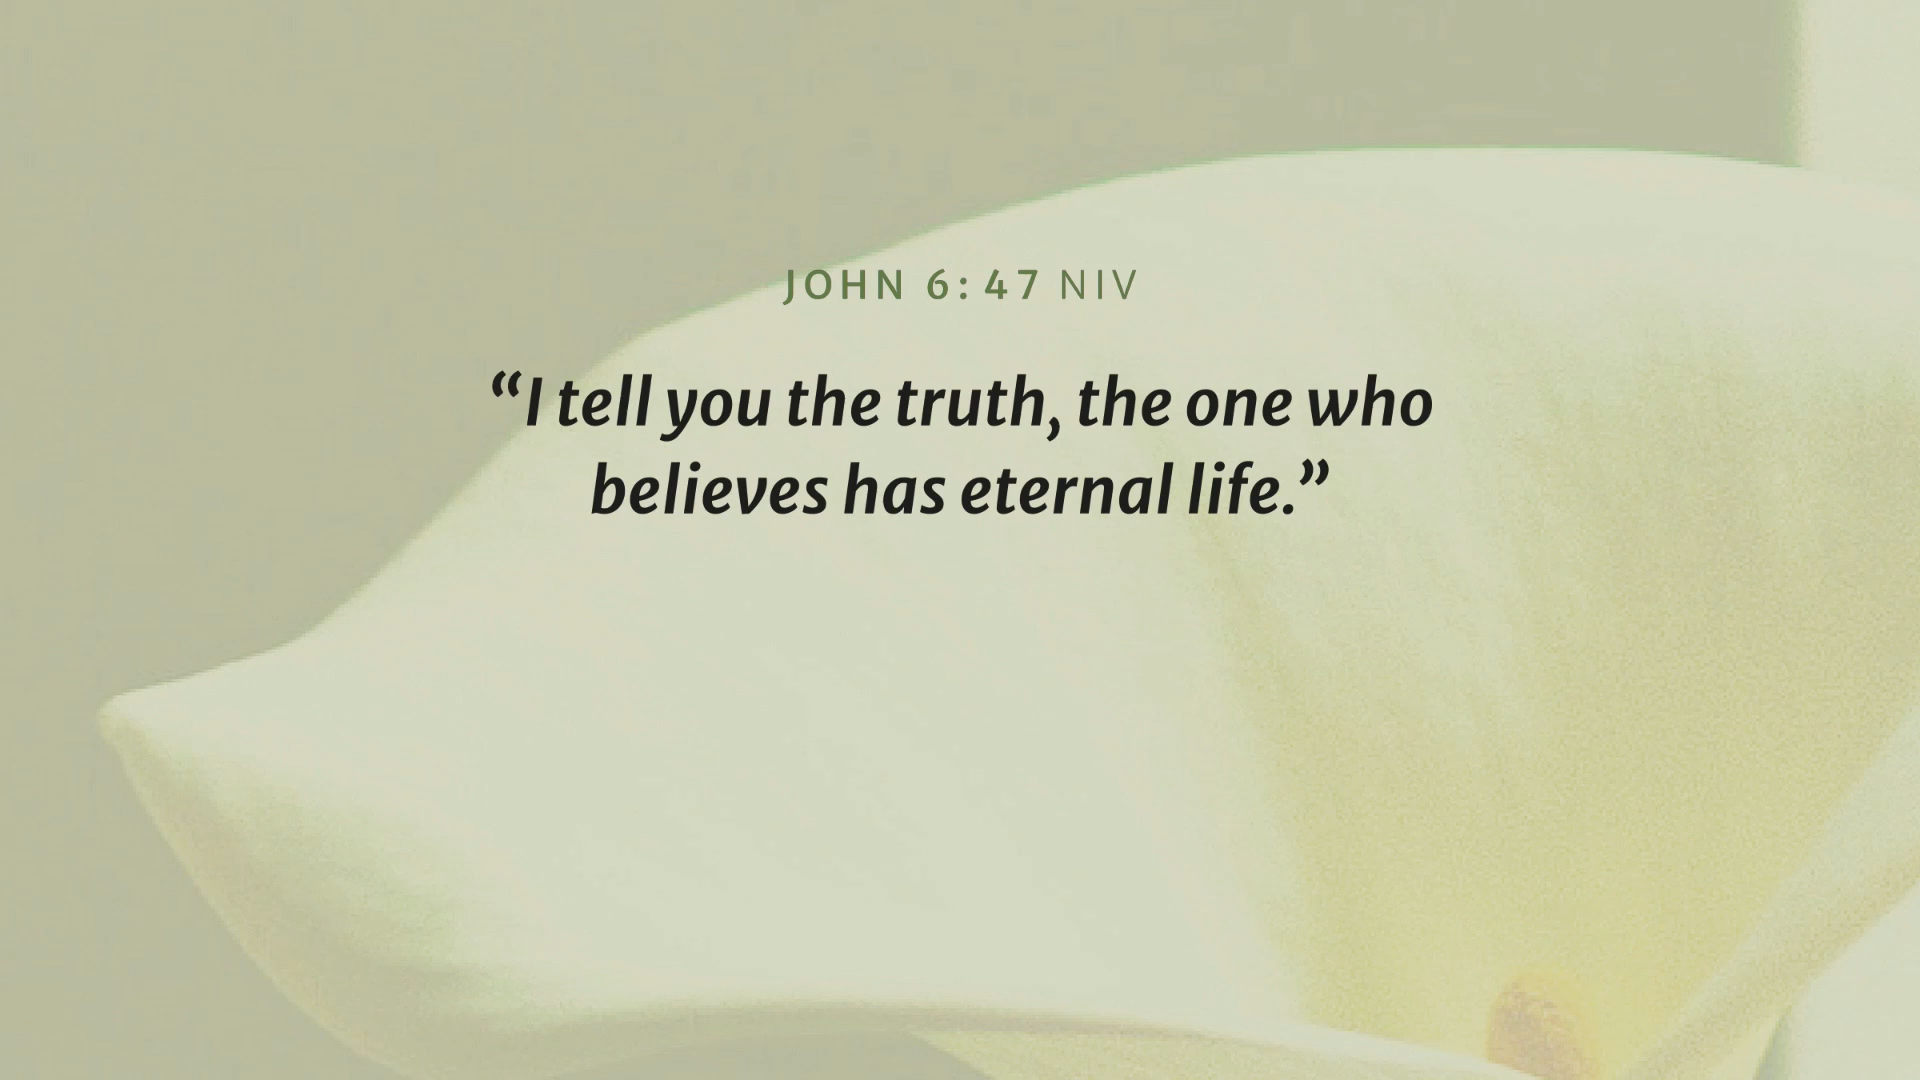 JOHN 6: 47 NIV
“I tell you the truth, the one who
believes has eternal life.”